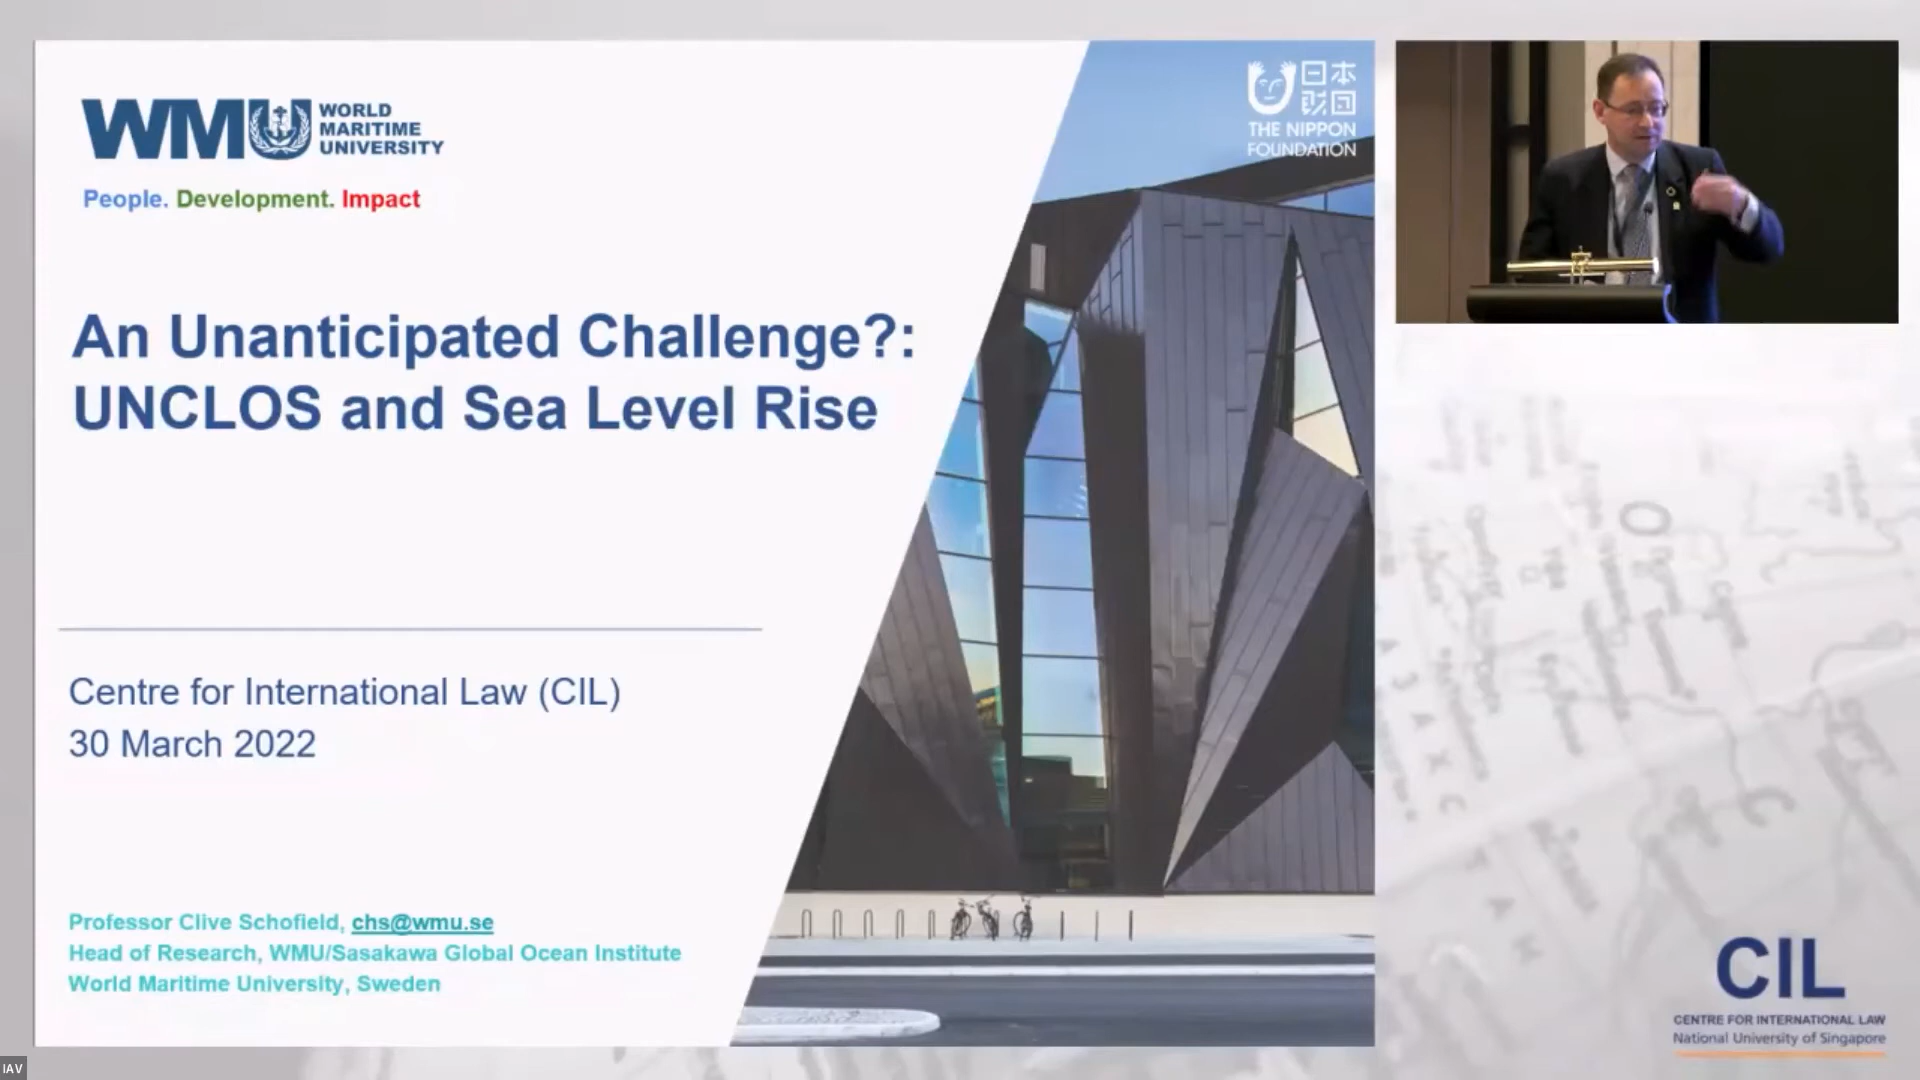 WMU WORLD
MARITIME
UNIVERSITY
People. Development. Impact
日本
財団
THE NIPPON
FOUNDATION
An Unanticipated Challenge?:
UNCLOS and Sea Level Rise
Centre for International Law (CIL)
30 March 2022
Professor Clive Schofield, chs@wmu.se
Head of Research, WMU/Sasakawa Global Ocean Institute
World Maritime University, Sweden
CIL
CENTRE FOR INTERNATIONAL LAW
National University of Singapore
IAV